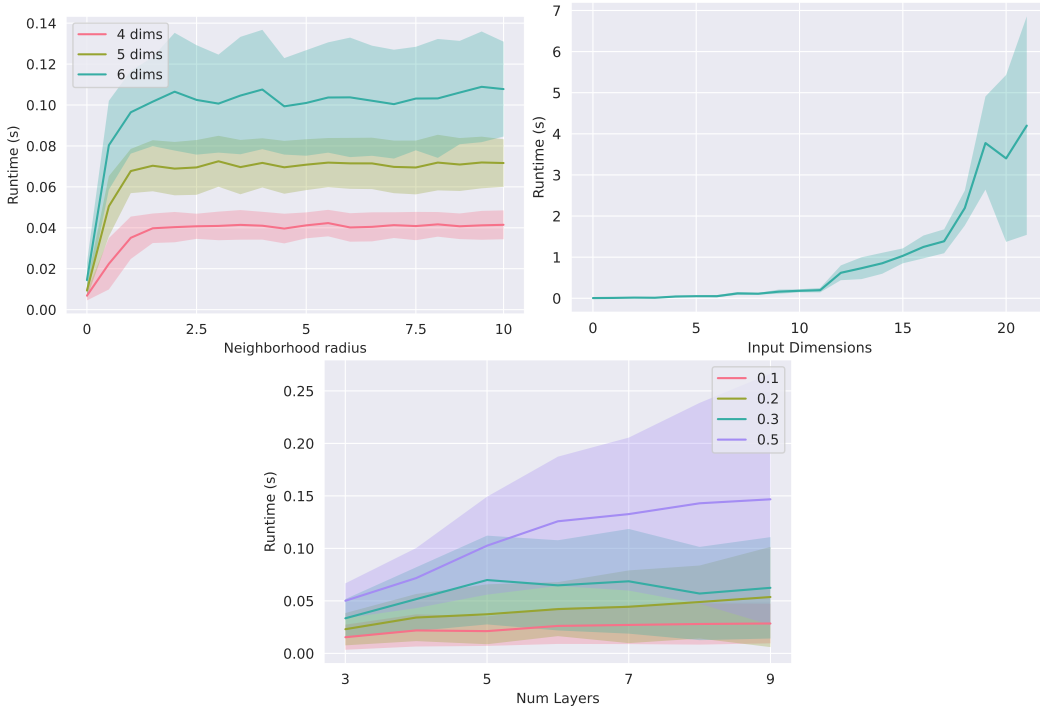 0.14
0.12
0.10
0.08
0.06
0.04
0.02
0.00
Runtime (s)
4 dims
5 dims
6 dims
0 2.5 5 7.5 10
Neighborhood radius
7
6
5
4
3
2
1
0
Runtime (s)
0 5 10 15 20
Input Dimensions
0.25
0.20
0.15
0.10
0.05
0.00
Runtime (s)
0.1
0.2
0.3
0.5
3 5 7 9
Num Layers